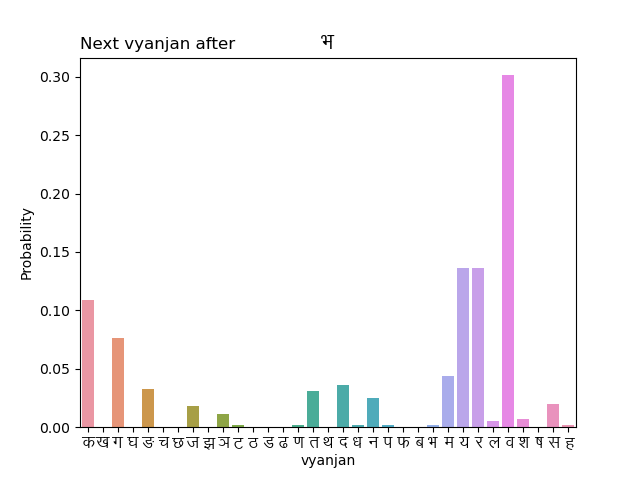 Next vyanjan after भ
0.30
0.25
0.20
0.15
0.10
0.05
0.00
Probability
क ख ग घ ङ च छ ज झ ञ ट ठ ड ढ ण त थ द ध न प फ ब भ म य र ल व श ष स ह
vyanjan